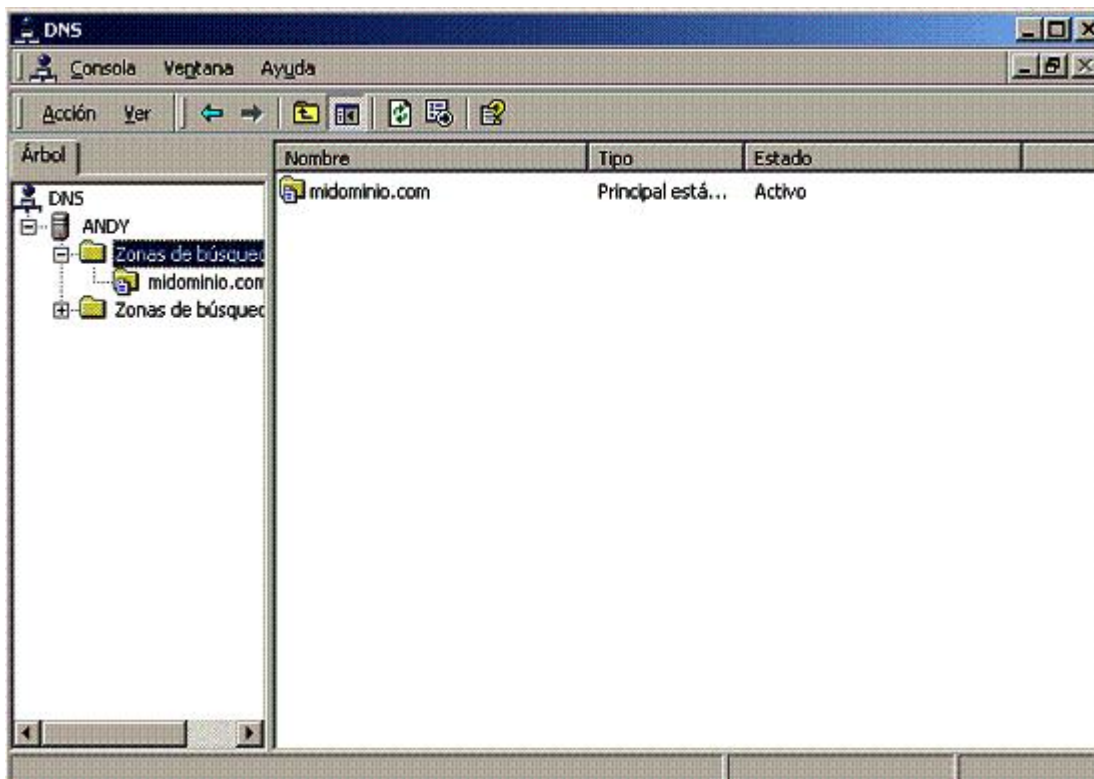 DNS
Consola Ventana Ayuda
Acción Ver
Árbol
Nombre Tipo Estado
DNS
ANDY
Zonas de búsqued
midominio.com
Zonas de búsqued
midominio.com Principal está... Activo